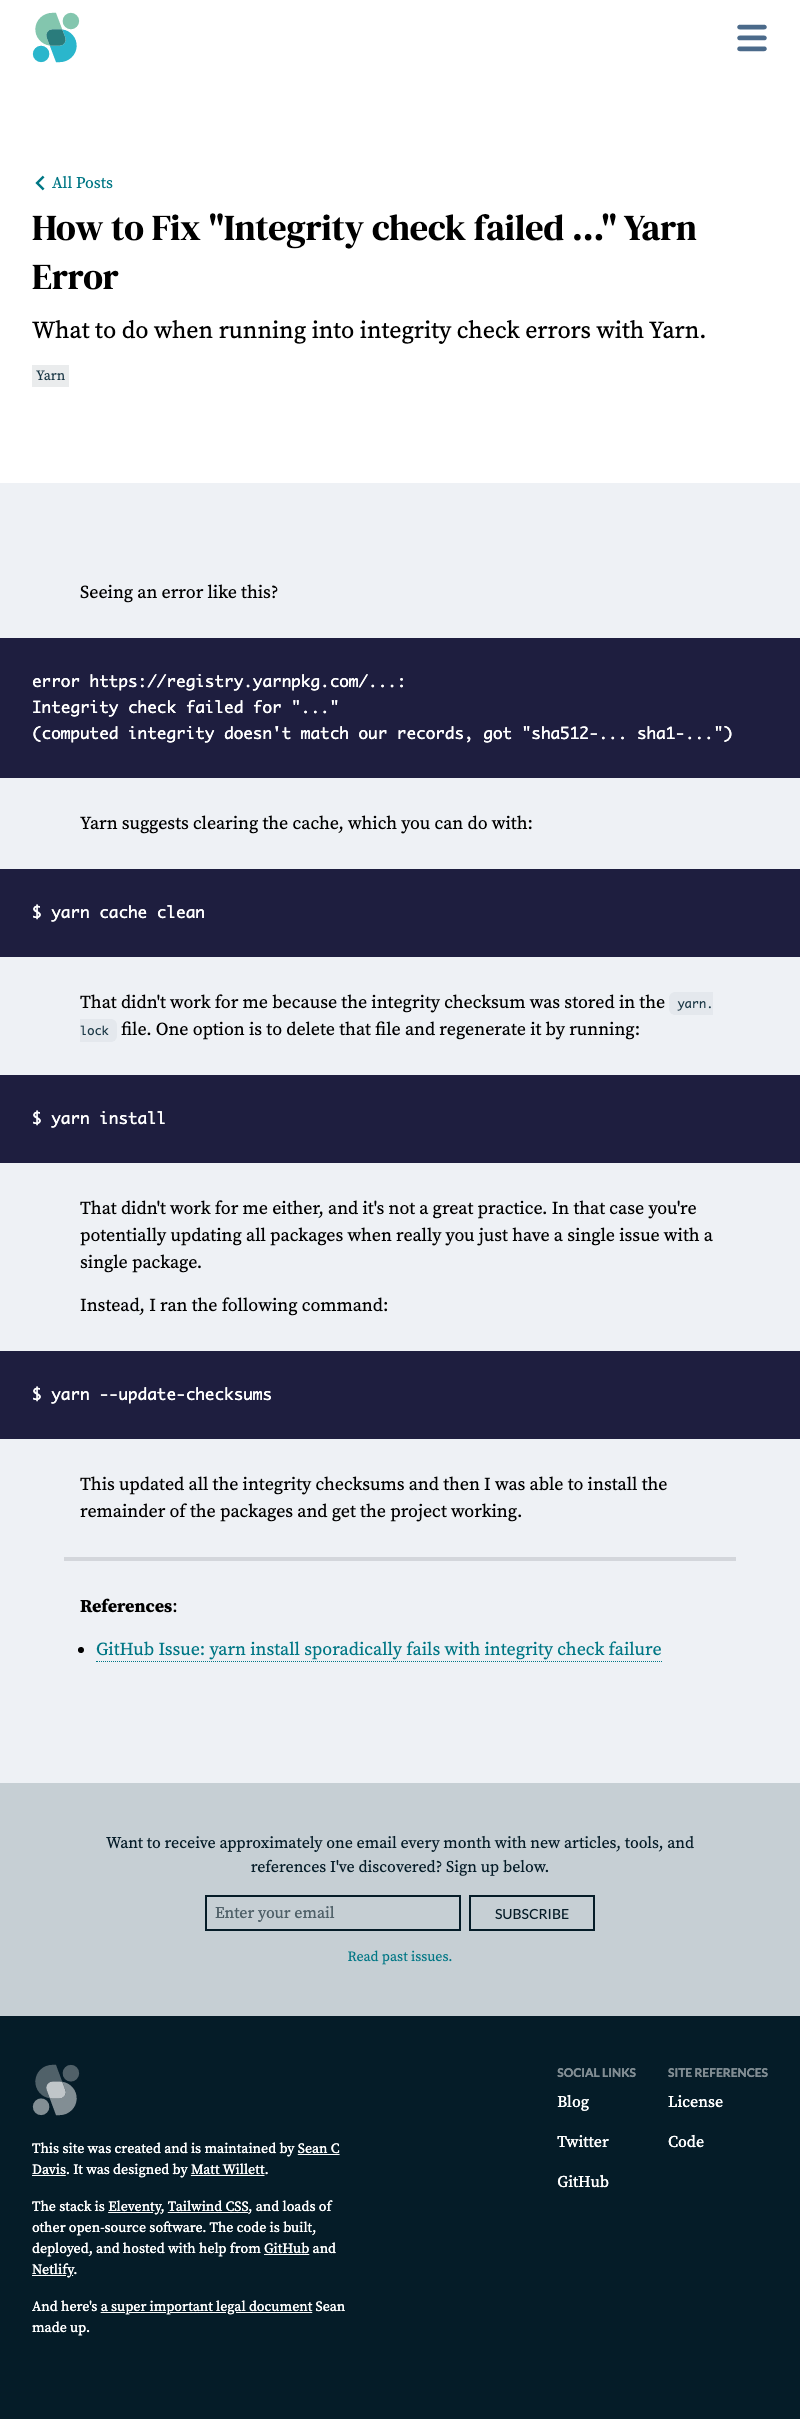 All Posts
How to Fix "Integrity check failed ..." Yarn
Error
What to do when running into integrity check errors with Yarn.
Yarn
Seeing an error like this?
error https://registry.yarnpkg.com/...:
Integrity check failed for "..."
(computed integrity doesn't match our records, got "sha512-... sha1-...")
Yarn suggests clearing the cache, which you can do with:
$ yarn cache clean
That didn't work for me because the integrity checksum was stored in the yarn.
lock file. One option is to delete that file and regenerate it by running:
$ yarn install
That didn't work for me either, and it's not a great practice. In that case you're
potentially updating all packages when really you just have a single issue with a
single package.
Instead, I ran the following command:
$ yarn --update-checksums
This updated all the integrity checksums and then I was able to install the
remainder of the packages and get the project working.
References:
GitHub Issue: yarn install sporadically fails with integrity check failure
Want to receive approximately one email every month with new articles, tools, and
references I've discovered? Sign up below.
Enter your email
SUBSCRIBE
Read past issues.
This site was created and is maintained by Sean C
Davis. It was designed by Matt Willett.
The stack is Eleventy, Tailwind CSS, and loads of
other open-source software. The code is built,
deployed, and hosted with help from GitHub and
Netlify.
And here's a super important legal document Sean
made up.
SOCIAL LINKS
Blog
Twitter
GitHub
SITE REFERENCES
License
Code